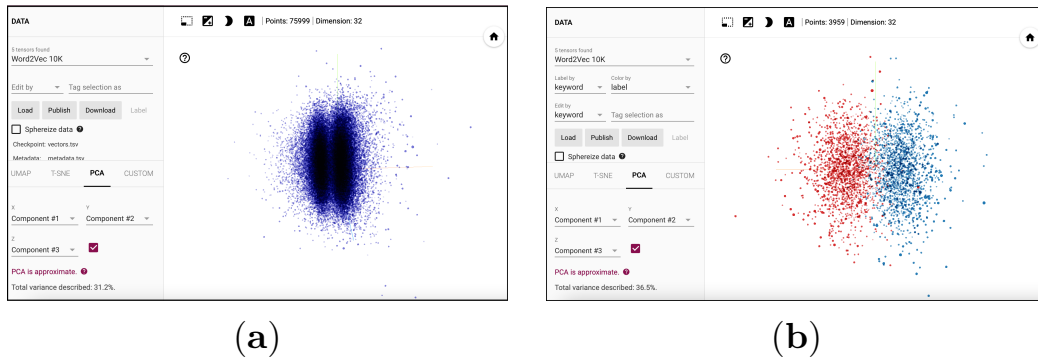 DATA
Points: 75999 | Dimension: 32
5 tensors found
Word2Vec 10K
Edit by
Tag selection as
Load Publish Download Label
Sphereize data
Checkpoint: vectors.tsv
Metadata: metadata.tsv
UMAP T-SNE PCA CUSTOM
X Y
Component #1 Component #2
Z
Component #3
PCA is approximate.
Total variance described: 31.2%.
(a)
DATA
Points: 3959 | Dimension: 32
5 tensors found
Word2Vec 10K
Label by Color by
keyword label
Edit by
keyword Tag selection as
Load Publish Download Label
Sphereize data
UMAP T-SNE PCA CUSTOM
X Y
Component #1 Component #2
Z
Component #3
PCA is approximate.
Total variance described: 36.5%.
(b)